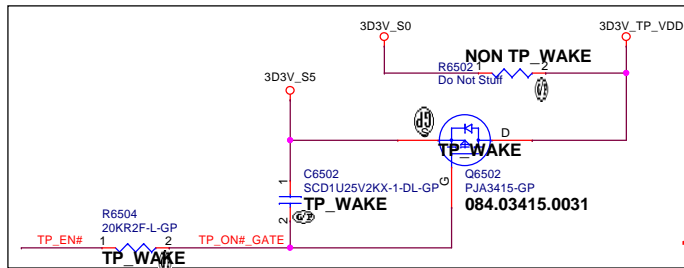 3D3V_S0
3D3V_TP_VDD
NON TP_WAKE
R6502
1
2
Do Not Stuff
G/P
3D3V_S5
GP
S
D
TP_WAKE
G
Q6502
PJA3415-GP
084.03415.0031
1
C6502
SCD1U25V2KX-1-DL-GP
TP_WAKE
2
G/P
R6504
20KR2F-L-GP
TP_EN#
1
2
TP_ON#_GATE
TP_WAKE